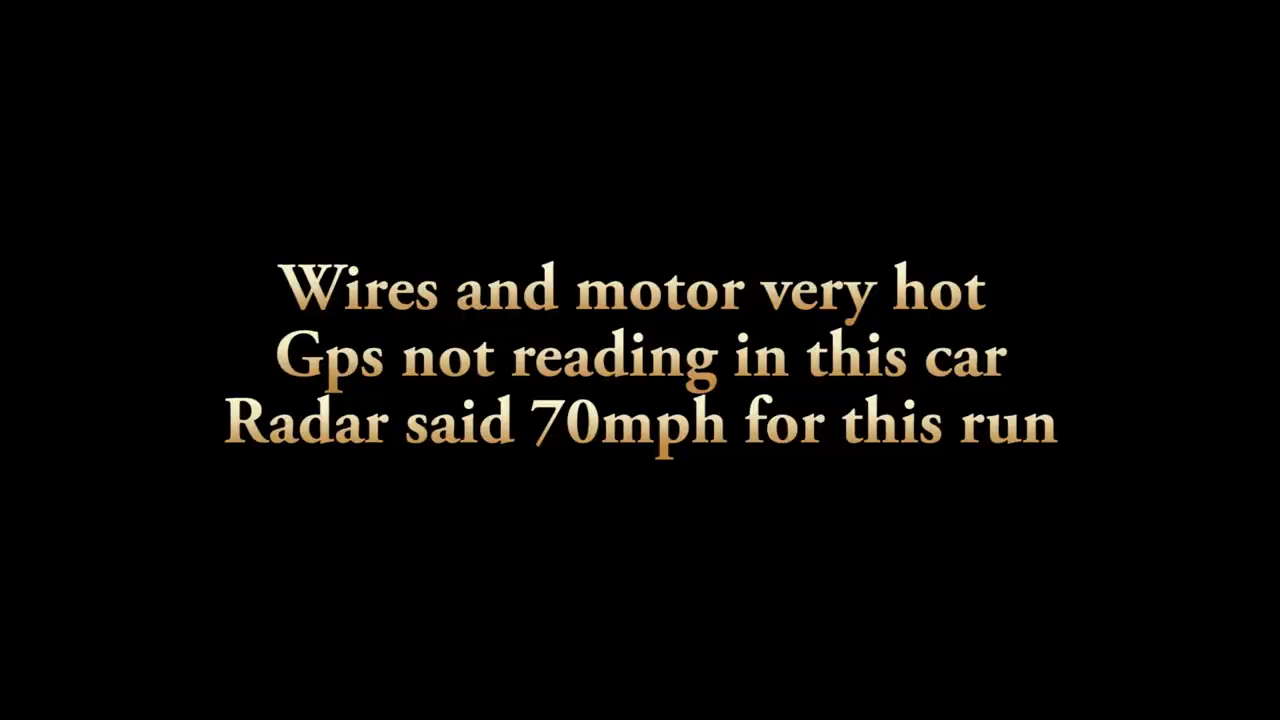 Wires and motor very hot
Gps not reading in this car
Radar said 70mph for this run